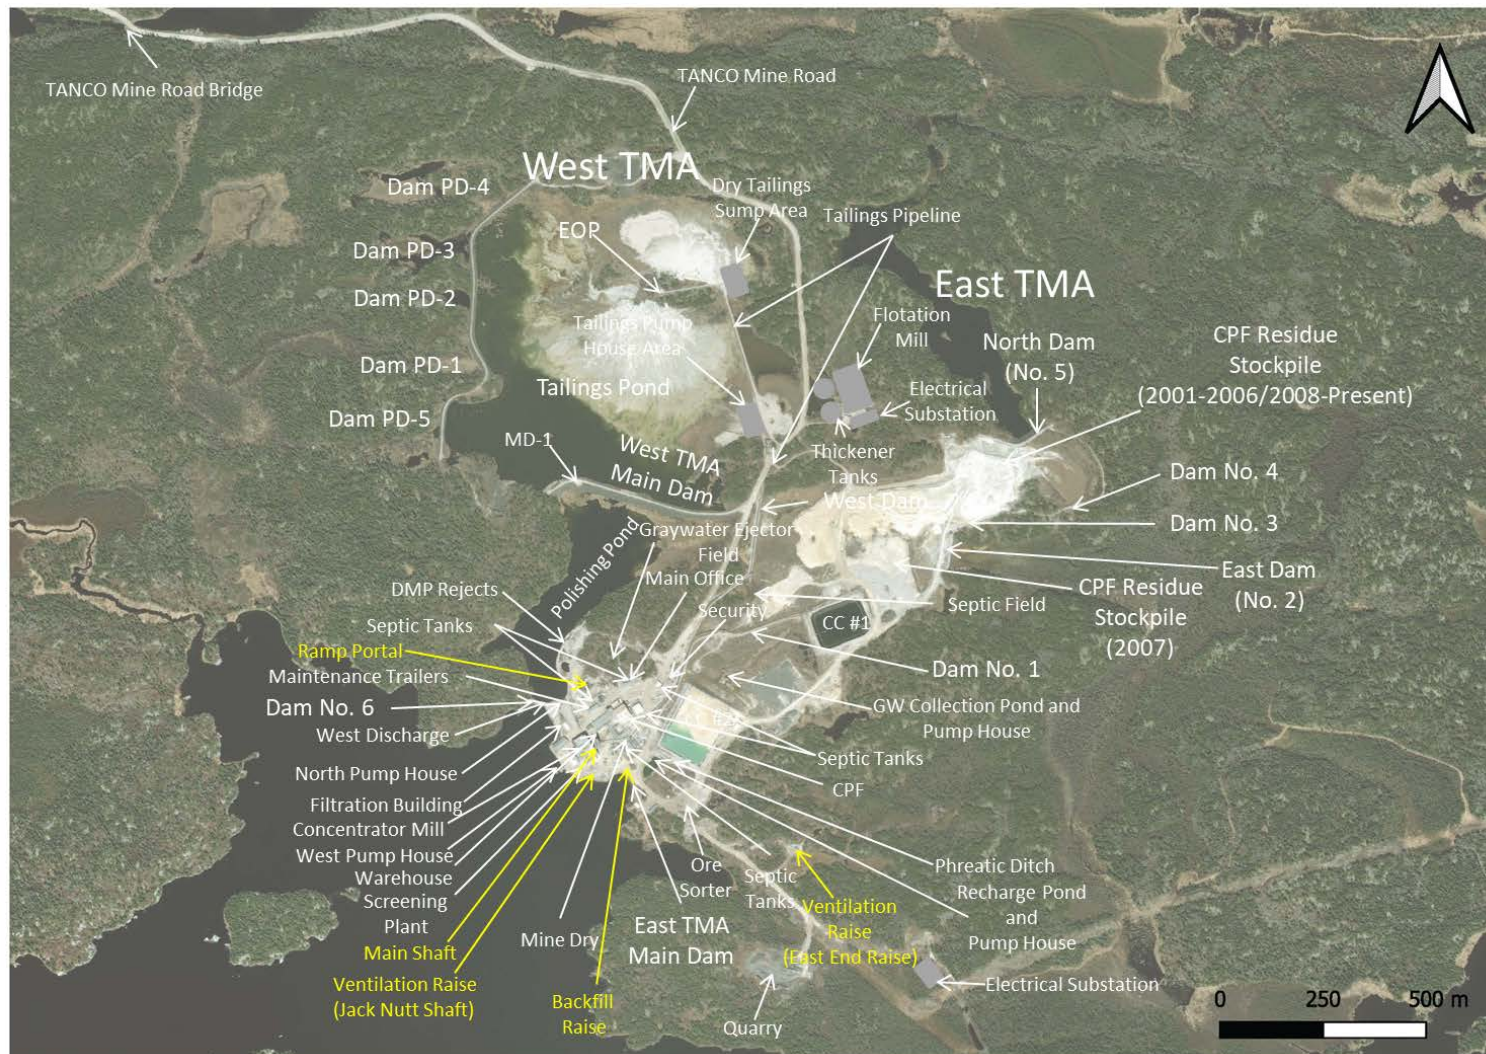 TANCO Mine Road Bridge
TANCO Mine Road
West TMA
Dam PD-4
Dry Tailings
Sump Area
Tailings Pipeline
EOP
Dam PD-3
East TMA
Dam PD-2
Flotation
Mill
Tailings Pump
House Area
North Dam
(No. 5)
CPF Residue
Stockpile
(2001-2006/2008-Present)
Dam PD-1
Tailings Pond
Electrical
Substation
Dam PD-5
MD-1
West TMA
Main Dam
Thickener
Tanks
Dam No. 4
West Dam
Dam No. 3
Graywater Ejector
Field
Polishing Pond
Main Office
East Dam
(No. 2)
DMP Rejects
Septic Field
CPF Residue
Stockpile
(2007)
Security
CC #1
Septic Tanks
Ramp Portal
Dam No. 1
Maintenance Trailers
Dam No. 6
GW Collection Pond and
Pump House
West Discharge
Septic Tanks
North Pump House
CPF
Filtration Building
Concentrator Mill
West Pump House
Warehouse
Screening
Plant
Ore
Sorter
Septic
Tanks
Phreatic Ditch
Recharge Pond
and
Pump House
Ventilation
Raise
(East End Raise)
Main Shaft
Mine Dry
East TMA
Main Dam
Ventilation Raise
(Jack Nutt Shaft)
Backfill
Raise
Electrical Substation
Quarry
0 250 500 m